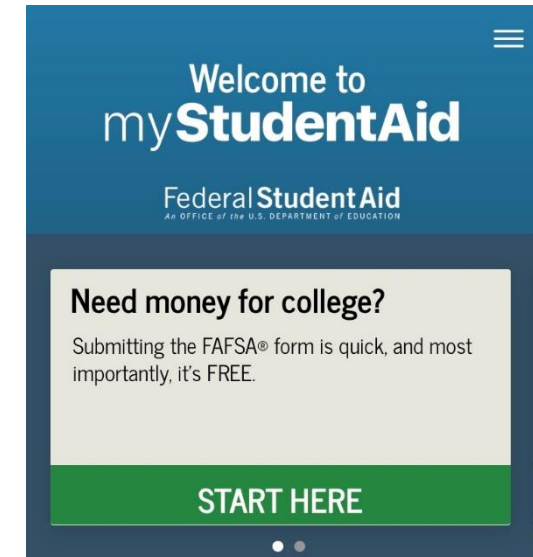 Welcome to
myStudentAid
Federal Student Aid
An OFFICE of the U.S. DEPARTMENT of EDUCATION
Need money for college?
Submitting the FAFSA® form is quick, and most
importantly, it's FREE.
START HERE